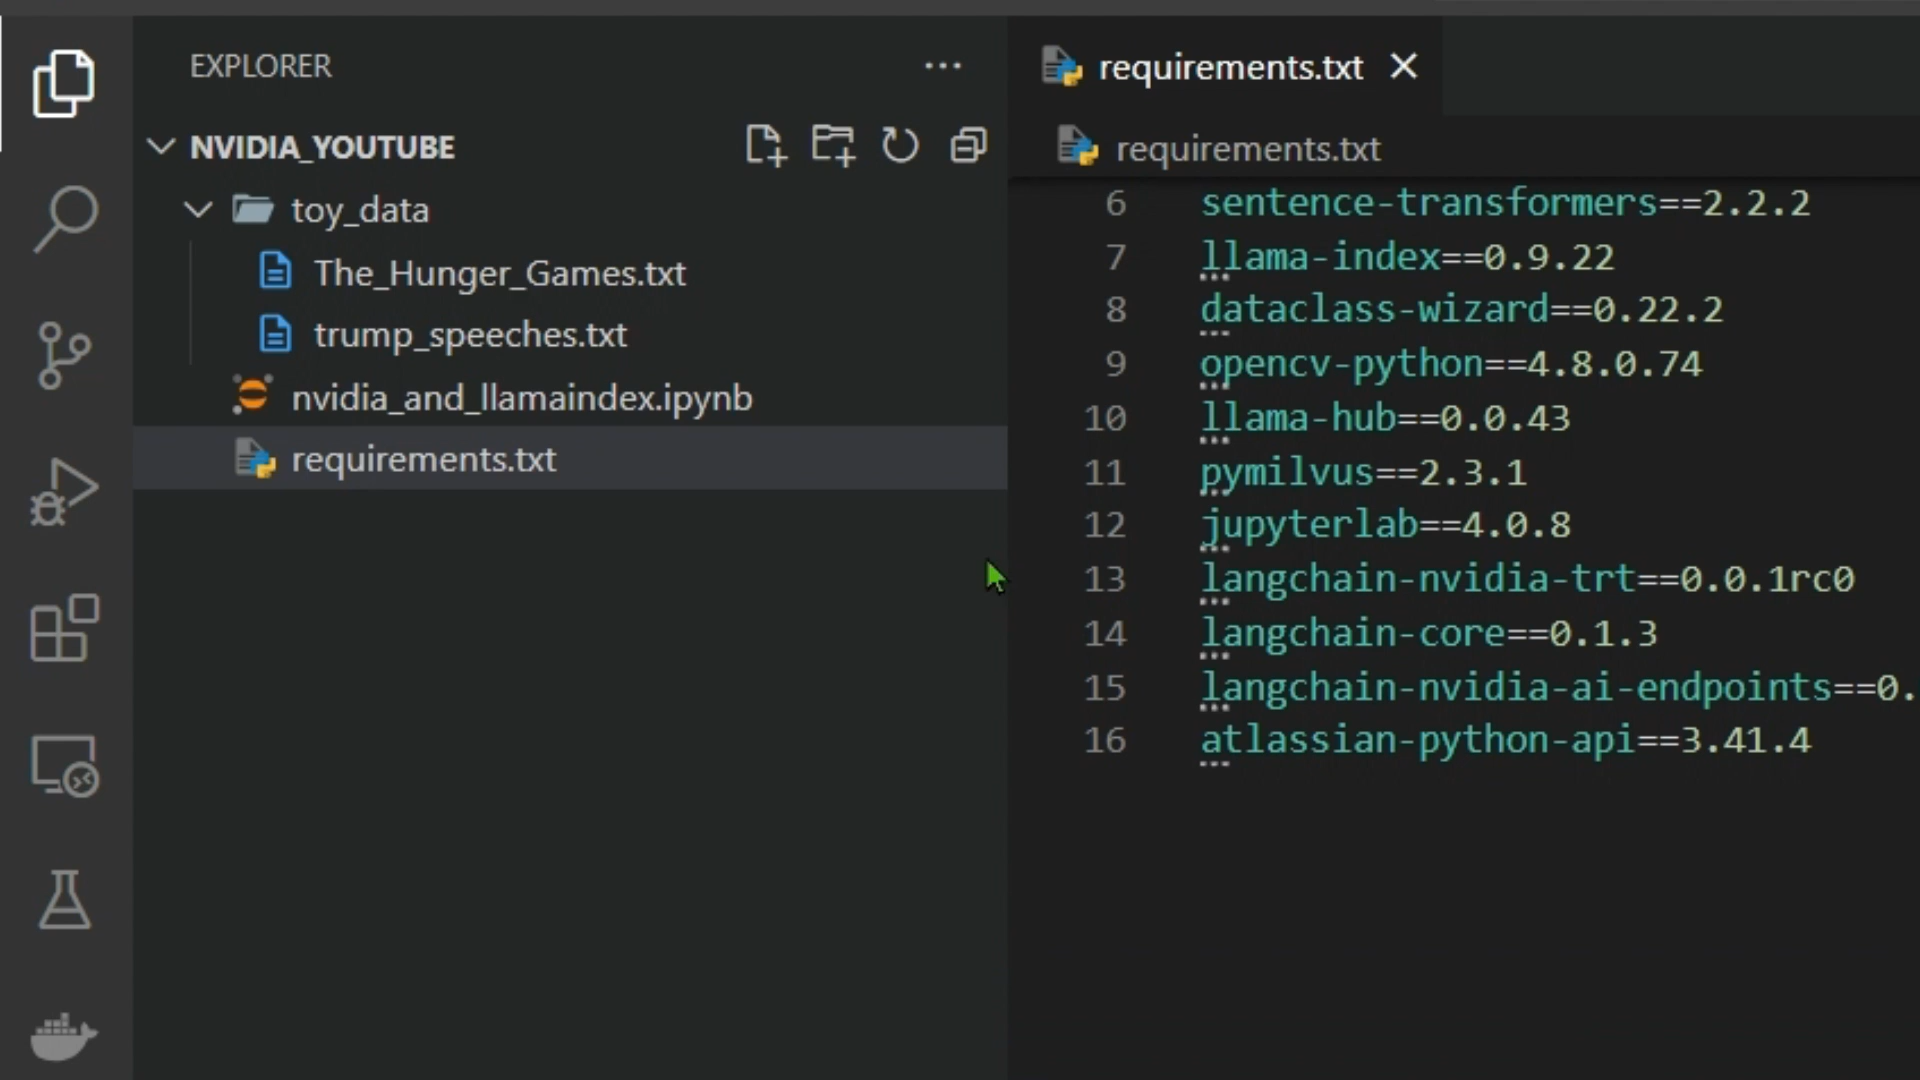 EXPLORER
NVIDIA_YOUTUBE
toy_data
The_Hunger_Games.txt
trump_speeches.txt
nvidia_and_llamaindex.ipynb
requirements.txt
requirements.txt
requirements.txt
6 sentence-transformers==2.2.2
7 llama-index==0.9.22
8 dataclass-wizard==0.22.2
9 opencv-python==4.8.0.74
10 llama-hub==0.0.43
11 pymilvus==2.3.1
12 jupyterlab==4.0.8
13 langchain-nvidia-trt==0.0.1rc0
14 langchain-core==0.1.3
15 langchain-nvidia-ai-endpoints==0.
16 atlassian-python-api==3.41.4